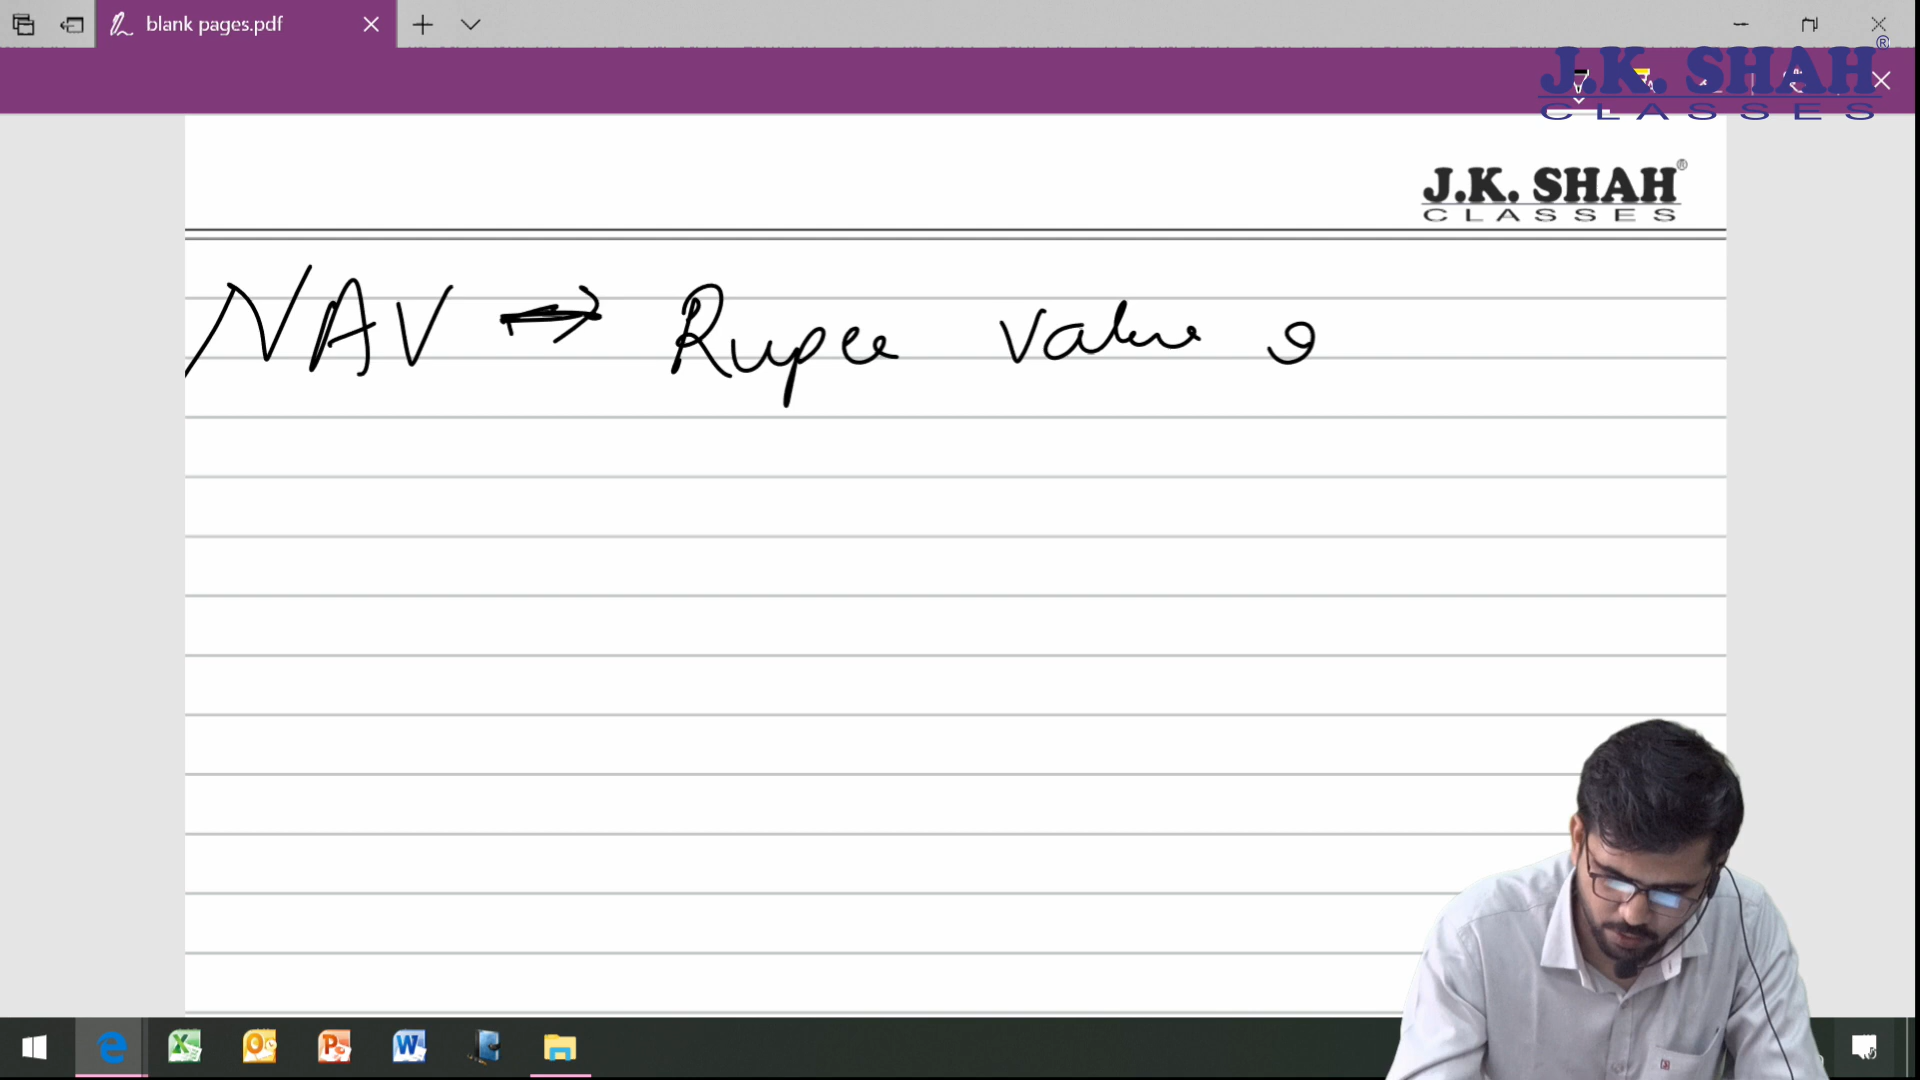 blank pages.pdf
J.K. SHAH®
CLASSES
J.K. SHAH®
CLASSES
NAV → Rupee Value o